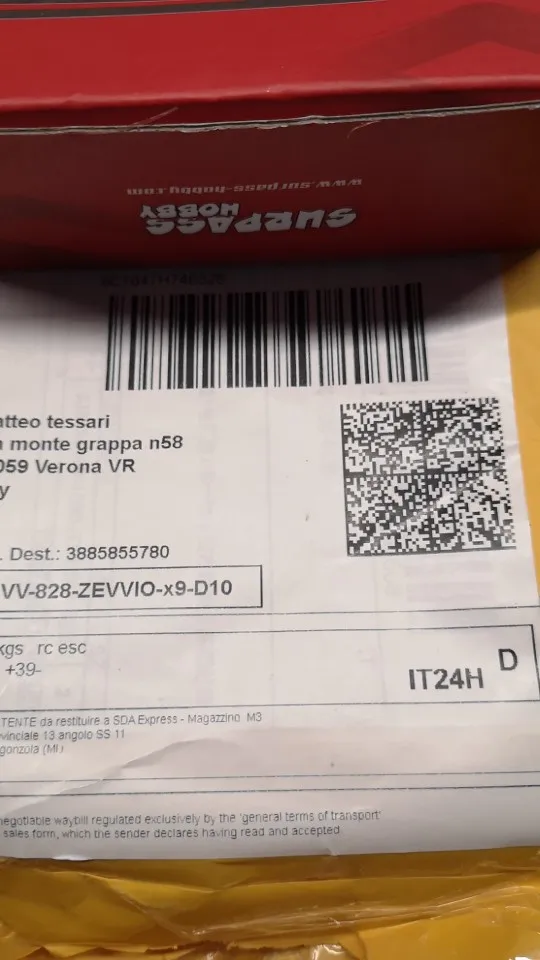 www.surpass-hobby.com
SURPASS
HOBBY
atteo tessari
monte grappa n58
059 Verona VR
y
. Dest.: 3885855780
VV-828-ZEVVIO-x9-D10
kgs rc esc
+39-
IT24H D
TENTE da restituire a SDA Express - Magazzino M3
vinciale 13 angolo SS 11
gonzola (MI)
negotiable waybill regulated exclusively by the 'general terms of transport'
sales form, which the sender declares having read and accepted